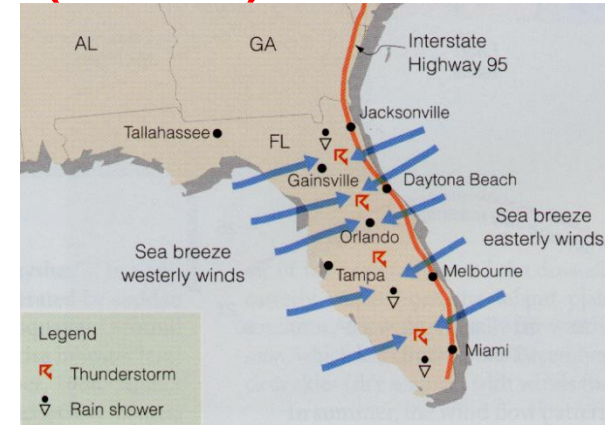 AL
GA
Interstate
Highway 95
Jacksonville
Tallahassee
FL
Gainsville
Daytona Beach
Sea breeze
easterly winds
Orlando
Sea breeze
westerly winds
Tampa
Melbourne
Legend
Thunderstorm
Rain shower
Miami